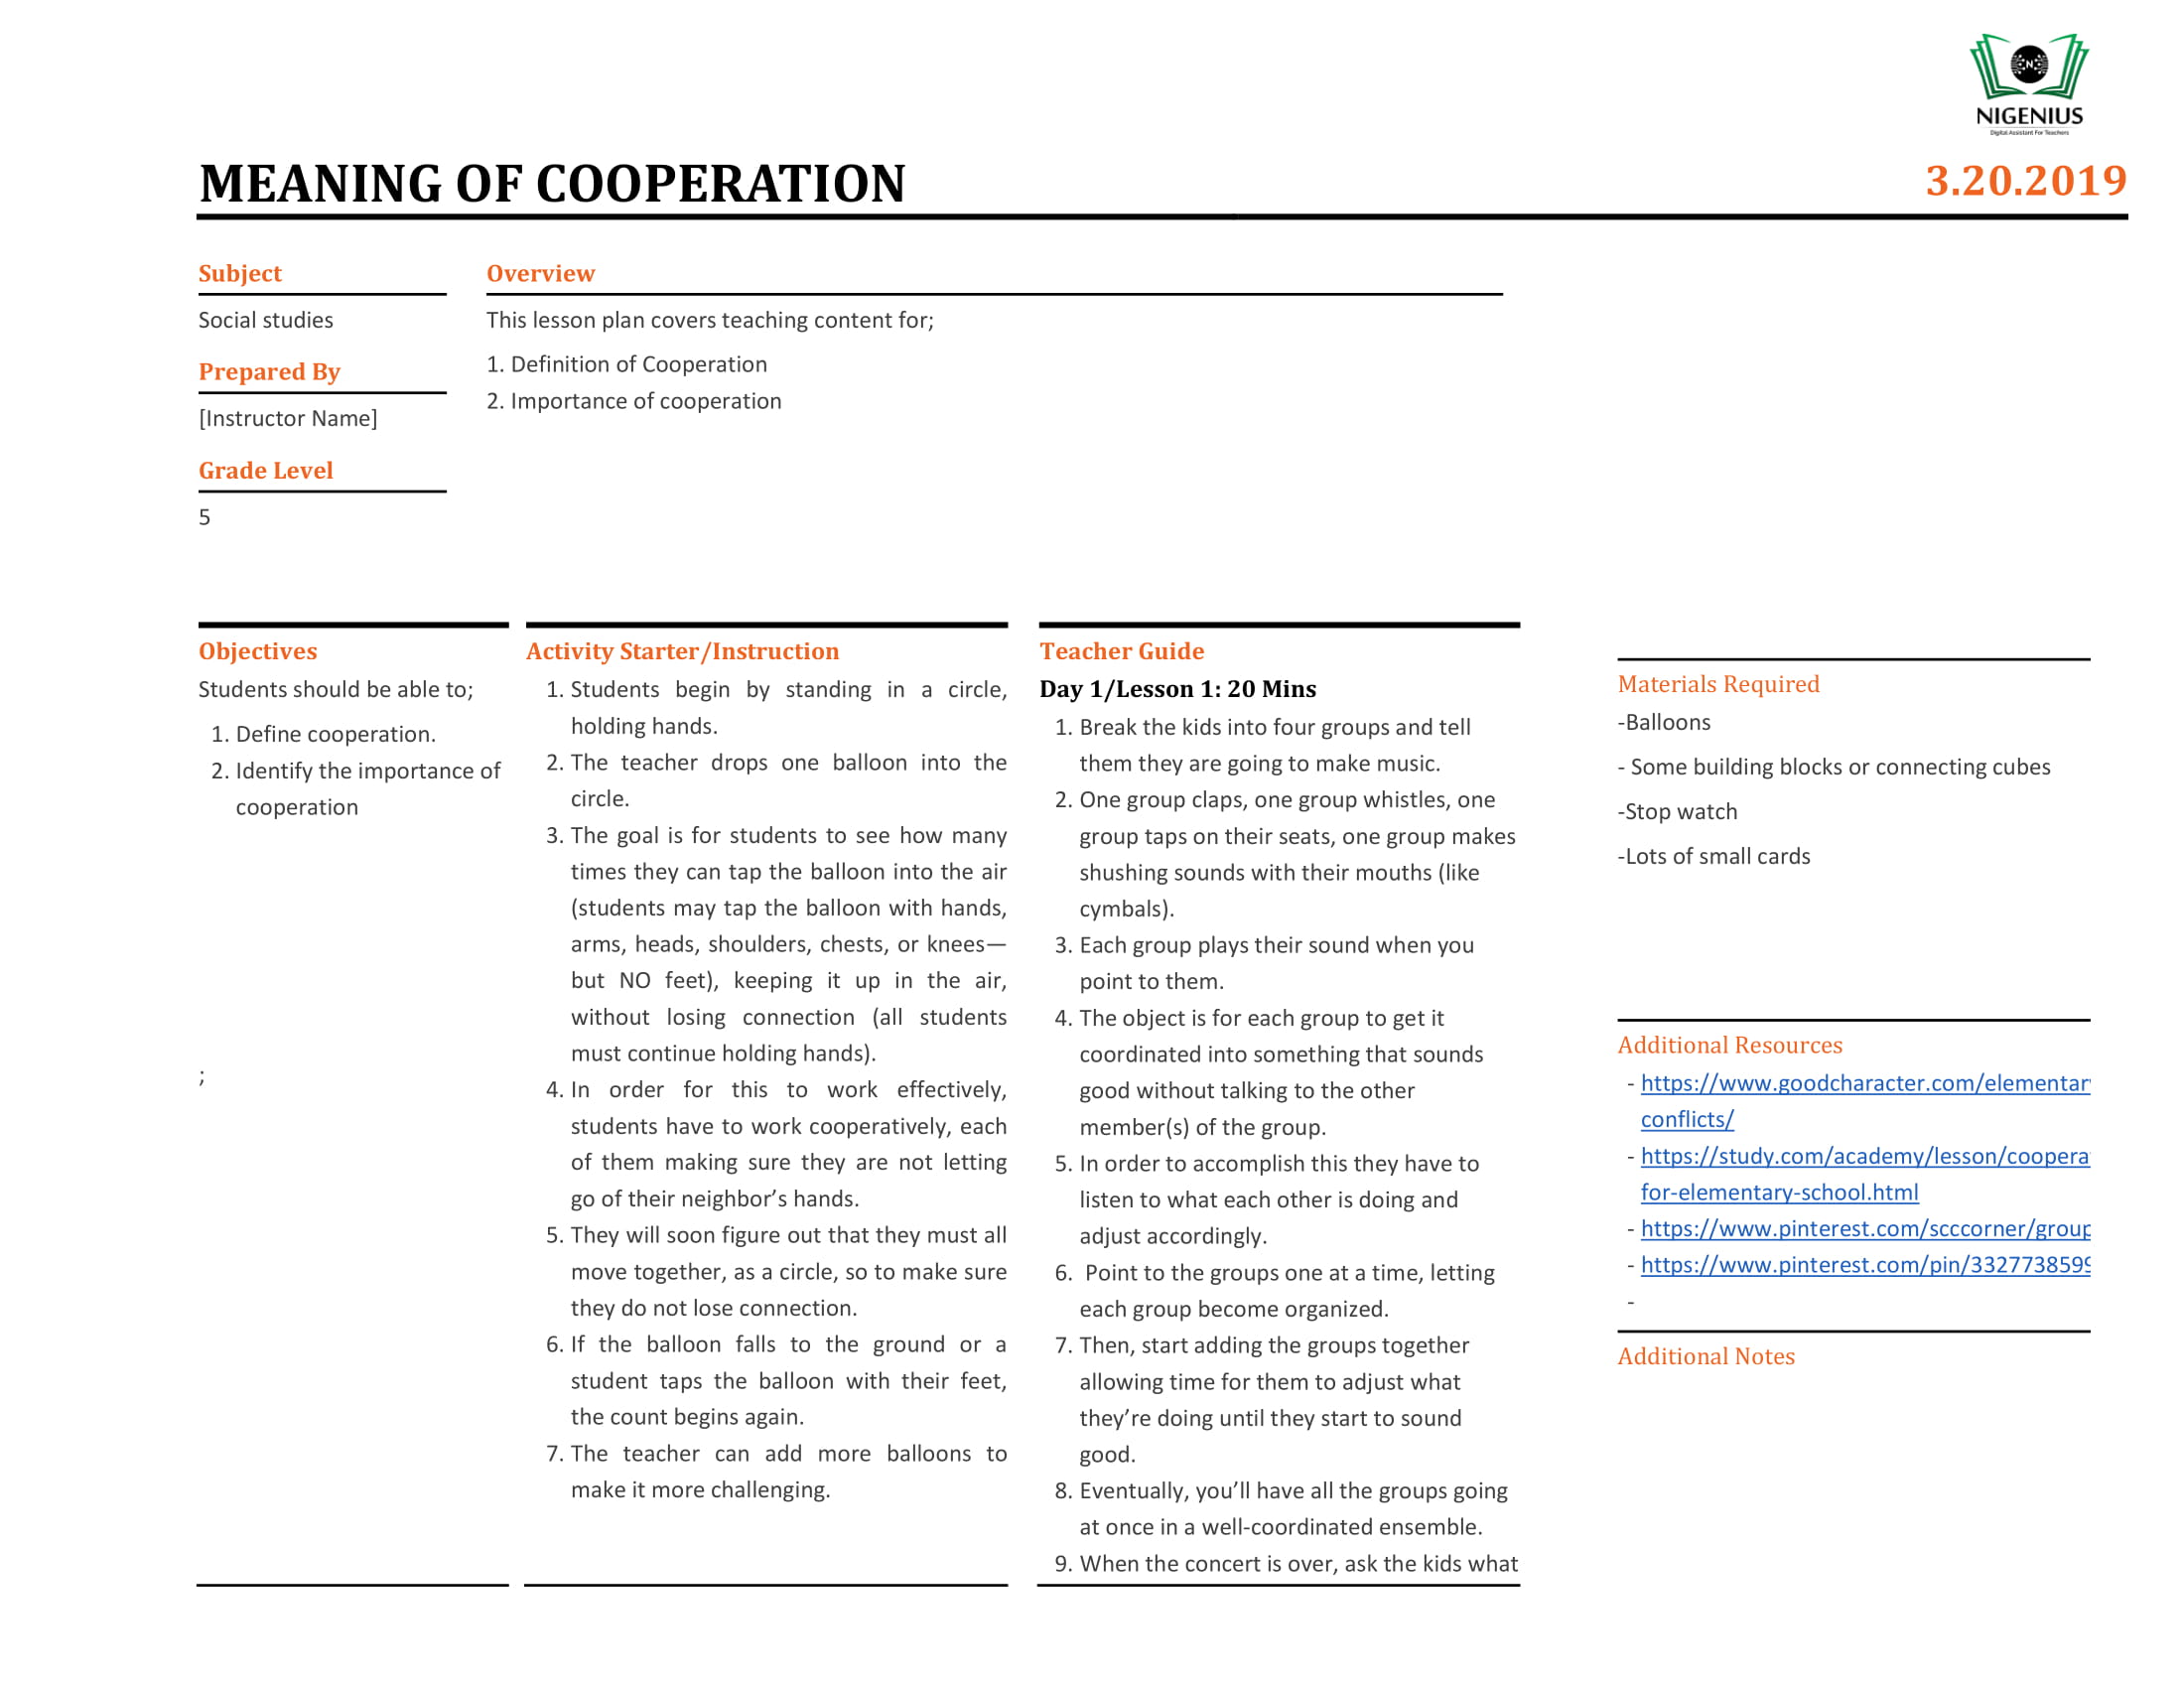 NIGENIUS
Digital Assistant For Teachers
MEANING OF COOPERATION
3.20.2019
Subject
Social studies
Prepared By
[Instructor Name]
Grade Level
5
Overview
This lesson plan covers teaching content for;
1. Definition of Cooperation
2. Importance of cooperation
Objectives
Students should be able to;
1. Define cooperation.
2. Identify the importance of
cooperation
;
Activity Starter/Instruction
1. Students begin by standing in a circle,
holding hands.
2. The teacher drops one balloon into the
circle.
3. The goal is for students to see how many
times they can tap the balloon into the air
(students may tap the balloon with hands,
arms, heads, shoulders, chests, or knees—
but NO feet), keeping it up in the air,
without losing connection (all students
must continue holding hands).
4. In order for this to work effectively,
students have to work cooperatively, each
of them making sure they are not letting
go of their neighbor’s hands.
5. They will soon figure out that they must all
move together, as a circle, so to make sure
they do not lose connection.
6. If the balloon falls to the ground or a
student taps the balloon with their feet,
the count begins again.
7. The teacher can add more balloons to
make it more challenging.
Teacher Guide
Day 1/Lesson 1: 20 Mins
1. Break the kids into four groups and tell
them they are going to make music.
2. One group claps, one group whistles, one
group taps on their seats, one group makes
shushing sounds with their mouths (like
cymbals).
3. Each group plays their sound when you
point to them.
4. The object is for each group to get it
coordinated into something that sounds
good without talking to the other
member(s) of the group.
5. In order to accomplish this they have to
listen to what each other is doing and
adjust accordingly.
6. Point to the groups one at a time, letting
each group become organized.
7. Then, start adding the groups together
allowing time for them to adjust what
they’re doing until they start to sound
good.
8. Eventually, you’ll have all the groups going
at once in a well-coordinated ensemble.
9. When the concert is over, ask the kids what
Materials Required
-Balloons
- Some building blocks or connecting cubes
-Stop watch
-Lots of small cards
Additional Resources
- https://www.goodcharacter.com/elementar
conflicts/
- https://study.com/academy/lesson/coopera
for-elementary-school.html
- https://www.pinterest.com/scccorner/group
- https://www.pinterest.com/pin/332773859
-
Additional Notes